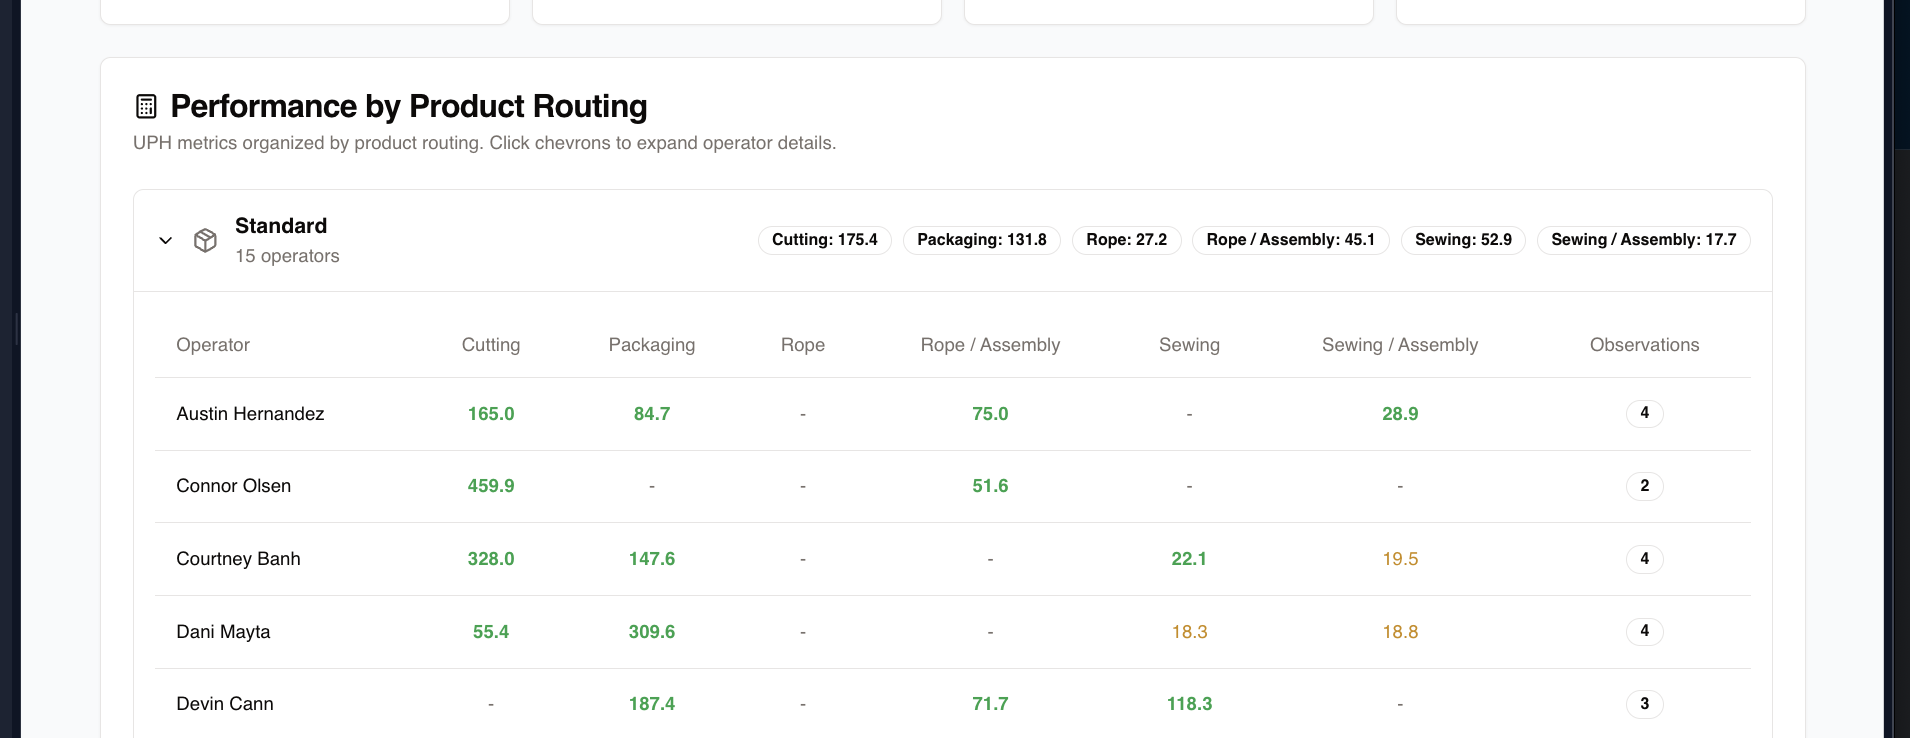 Performance by Product Routing
UPH metrics organized by product routing. Click chevrons to expand operator details.
Standard
15 operators
Cutting: 175.4 Packaging: 131.8 Rope: 27.2 Rope / Assembly: 45.1 Sewing: 52.9 Sewing / Assembly: 17.7
Operator Cutting Packaging Rope Rope / Assembly Sewing Sewing / Assembly Observations
Austin Hernandez 165.0 84.7 - 75.0 - 28.9 4
Connor Olsen 459.9 - - 51.6 - - 2
Courtney Banh 328.0 147.6 - - 22.1 19.5 4
Dani Mayta 55.4 309.6 - - 18.3 18.8 4
Devin Cann - 187.4 - 71.7 118.3 - 3